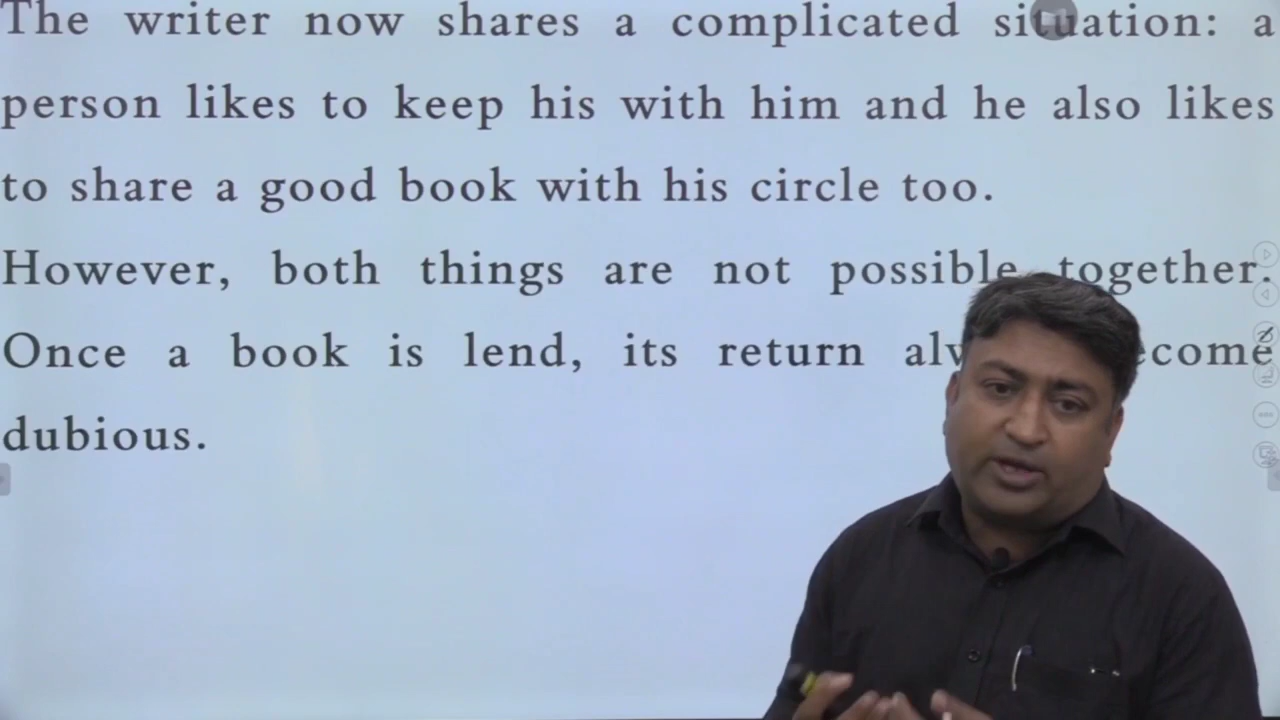 The writer now shares a complicated situation: a
person likes to keep his with him and he also likes
to share a good book with his circle too.
However, both things are not possible together.
Once a book is lend, its return
dubious.